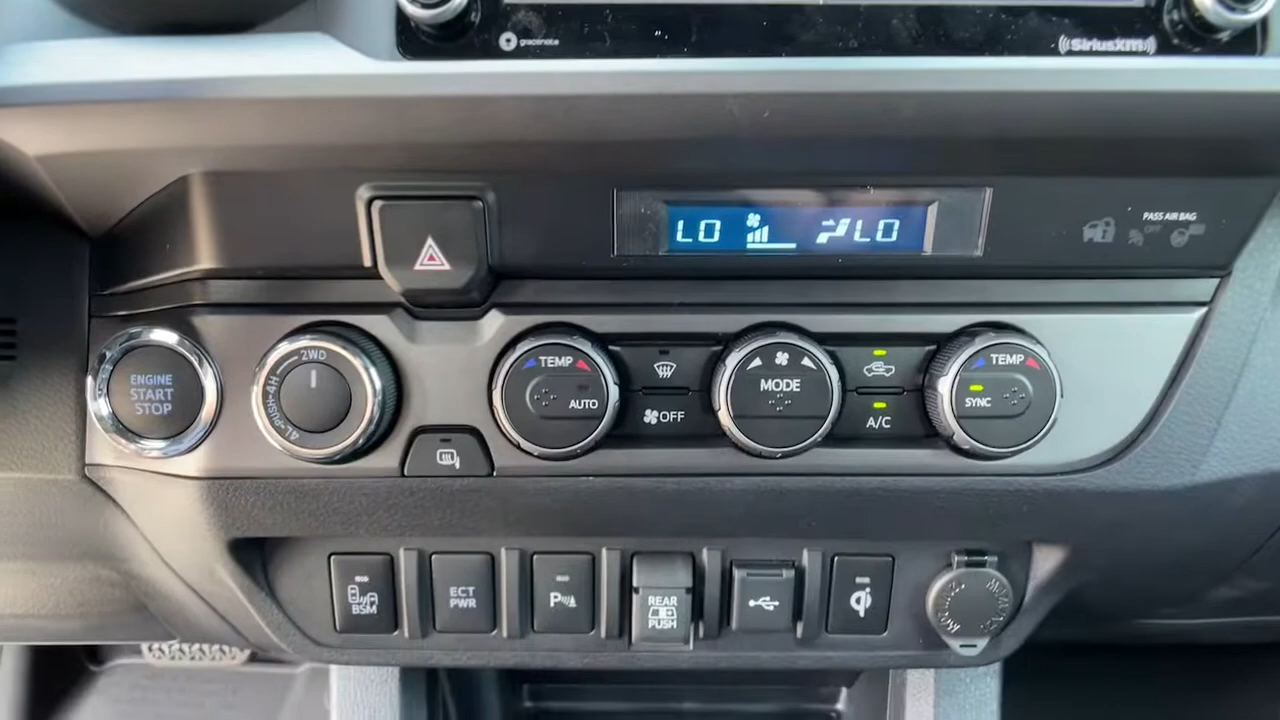 gracenote
SiriusXM
LO
LO
PASS AIR BAG
OFF
ENGINE
START
STOP
2WD
4L-PUSH-4H
TEMP
AUTO
OFF
MODE
A/C
TEMP
SYNC
BSM
ECT
PWR
P
REAR
PUSH